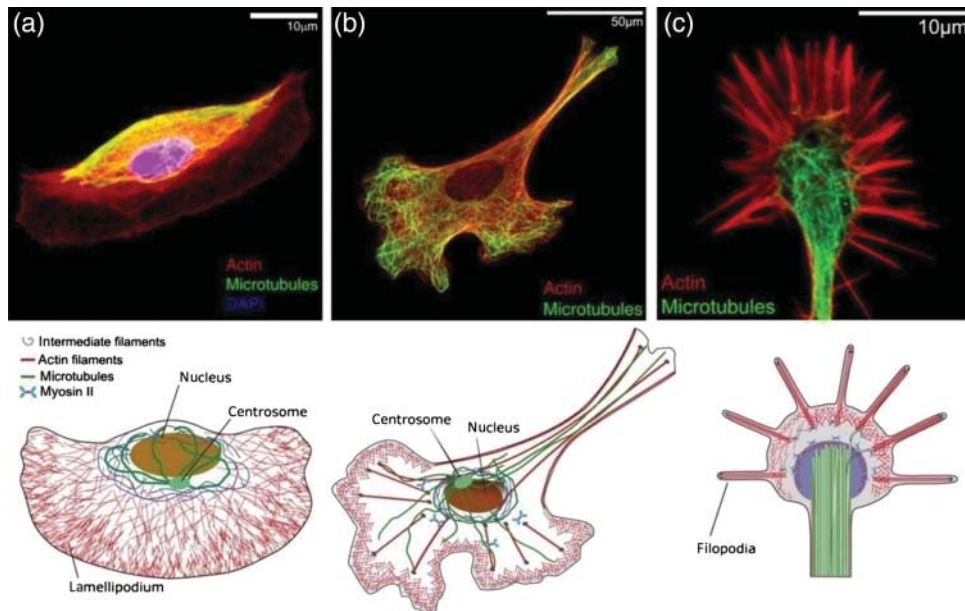 (a)
10μm
Actin
Microtubules
DAPI
(b)
50μm
Actin
Microtubules
(c)
10μm
Actin
Microtubules
Intermediate filaments
Actin filaments
Microtubules
Myosin II
Nucleus
Centrosome
Lamellipodium
Centrosome
Nucleus
Filopodia